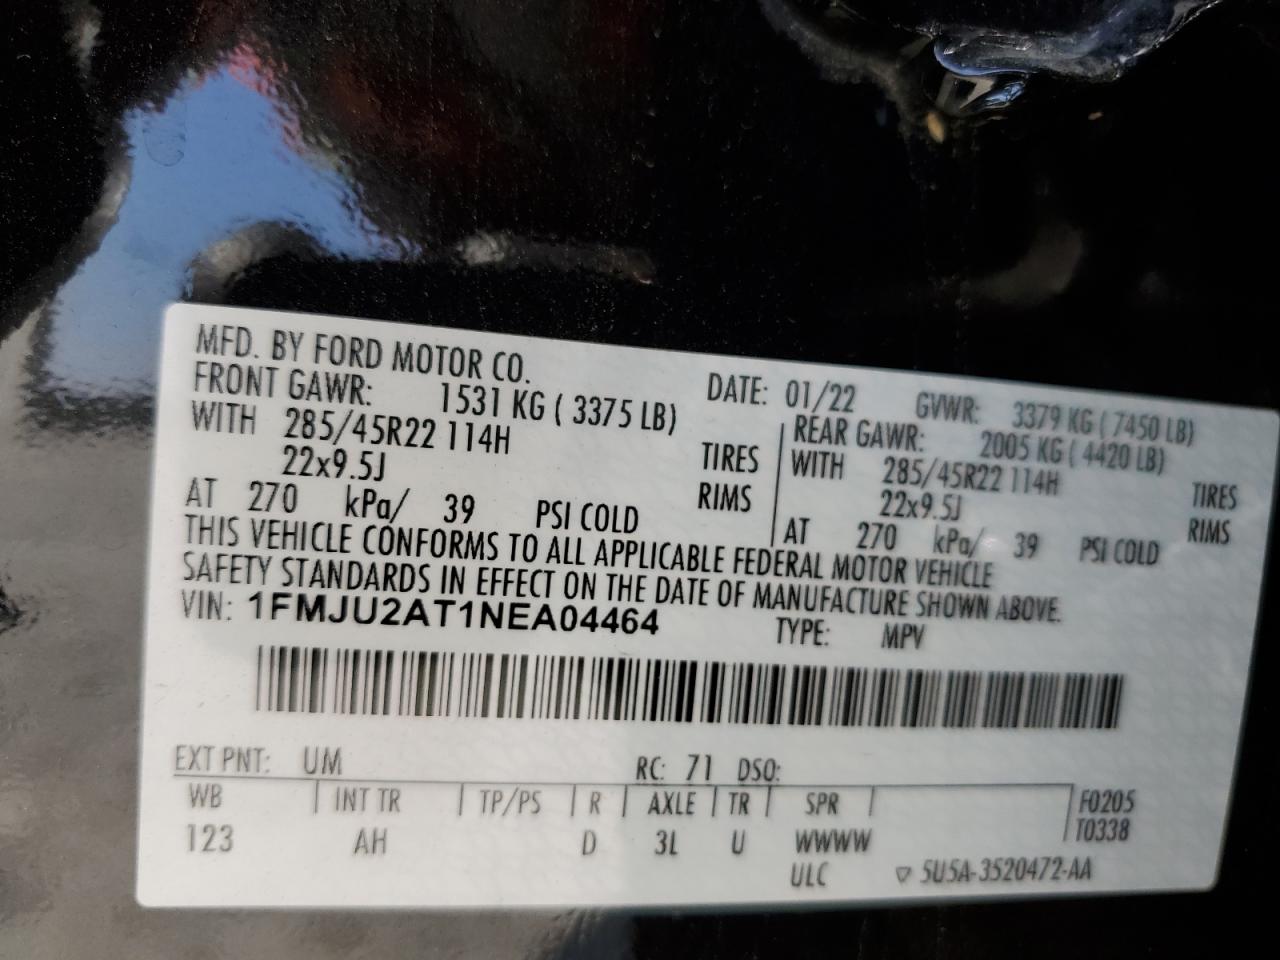 MFD. BY FORD MOTOR CO.
DATE: 01/22 GVWR: 3379 KG ( 7450 LB)
FRONT GAWR: 1531 KG ( 3375 LB)
WITH 285/45R22 114H TIRES
22x9.5J RIMS
AT 270 kPa/ 39 PSI COLD
REAR GAWR: 2005 KG ( 4420 LB)
WITH 285/45R22 114H TIRES
22x9.5J RIMS
AT 270 kPa/ 39 PSI COLD
THIS VEHICLE CONFORMS TO ALL APPLICABLE FEDERAL MOTOR VEHICLE
SAFETY STANDARDS IN EFFECT ON THE DATE OF MANUFACTURE SHOWN ABOVE.
VIN: 1FMJU2AT1NEA04464 TYPE: MPV
EXT PNT: UM RC: 71 DSO:
WB INT TR TP/PS R AXLE TR SPR F0205
123 AH D 3L U WWWW T0338
ULC ▽ 5U5A-3520472-AA